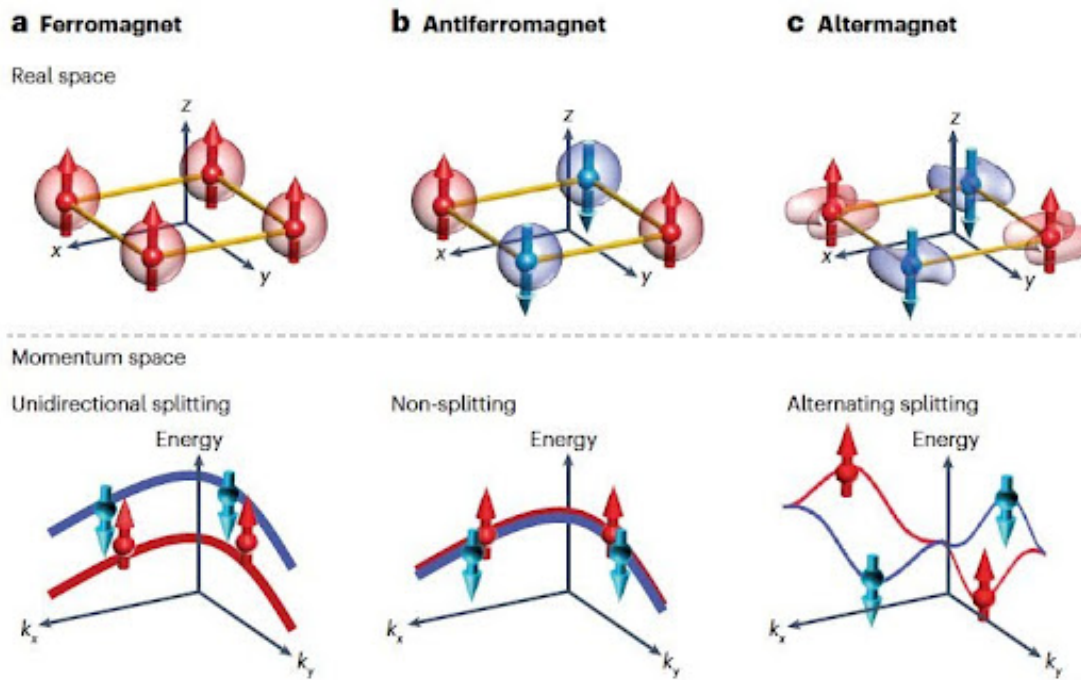 a Ferromagnet
b Antiferromagnet
c Altermagnet
Real space
z
x
y
z
x
y
z
x
y
Momentum space
Unidirectional splitting
Non-splitting
Alternating splitting
Energy
Energy
Energy
kx
ky
kx
ky
kx
ky